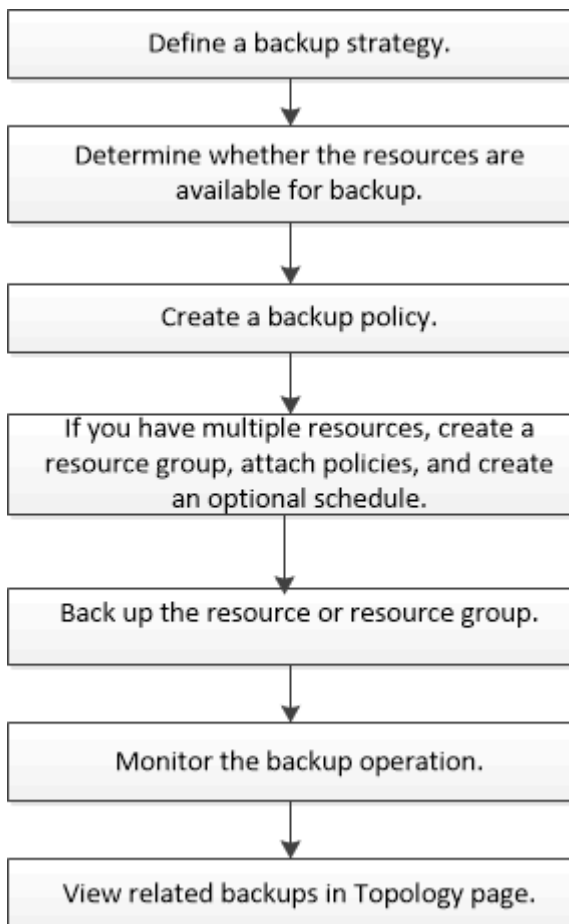 Define a backup strategy.
Determine whether the resources are
available for backup.
Create a backup policy.
If you have multiple resources, create a
resource group, attach policies, and create
an optional schedule.
Back up the resource or resource group.
Monitor the backup operation.
View related backups in Topology page.